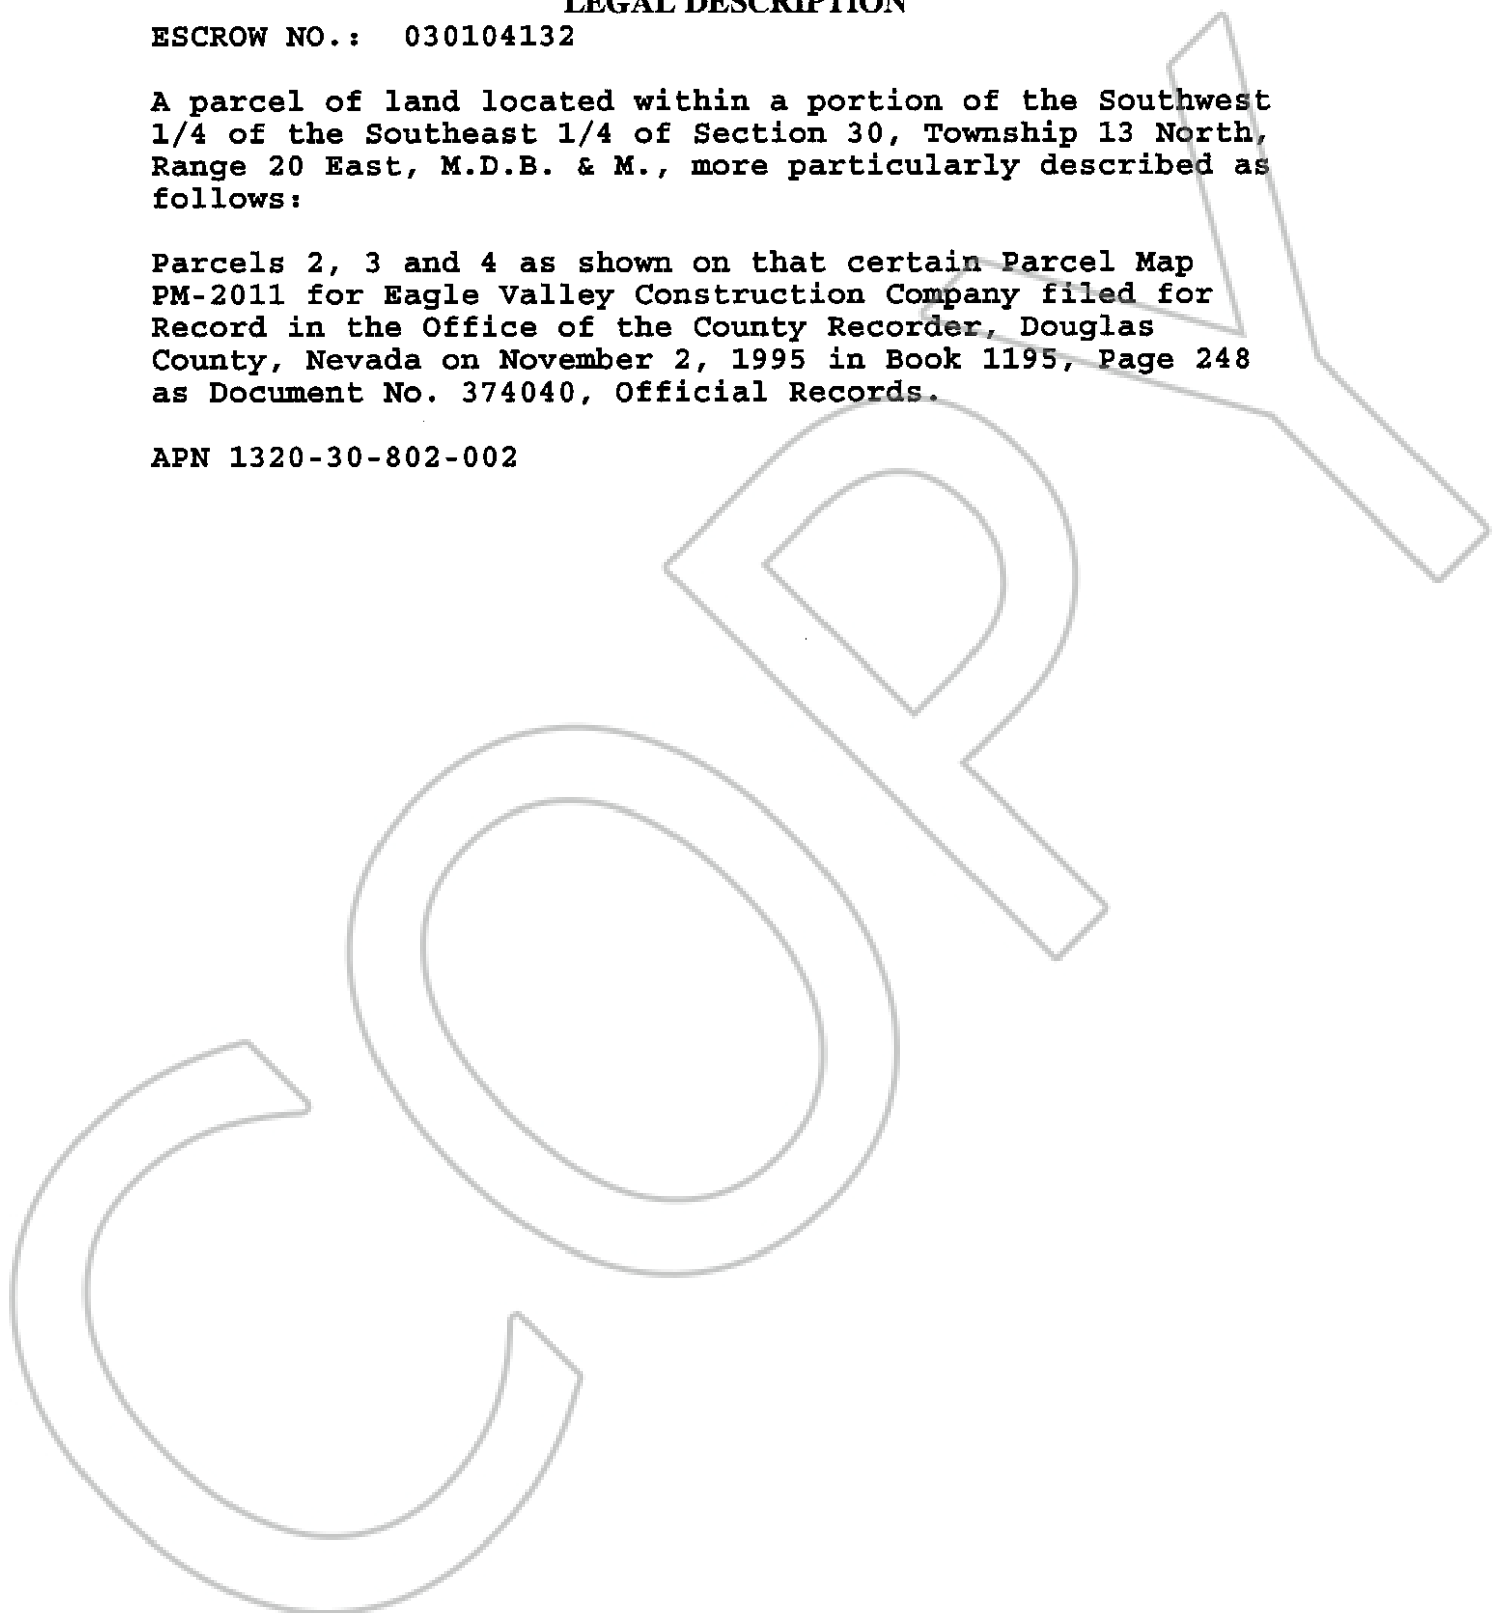 LEGAL DESCRIPTION
ESCROW NO.: 030104132
A parcel of land located within a portion of the Southwest
1/4 of the Southeast 1/4 of Section 30, Township 13 North,
Range 20 East, M.D.B. & M., more particularly described as
follows:
Parcels 2, 3 and 4 as shown on that certain Parcel Map
PM-2011 for Eagle Valley Construction Company filed for
Record in the Office of the County Recorder, Douglas
County, Nevada on November 2, 1995 in Book 1195, Page 248
as Document No. 374040, Official Records.
APN 1320-30-802-002
COPY